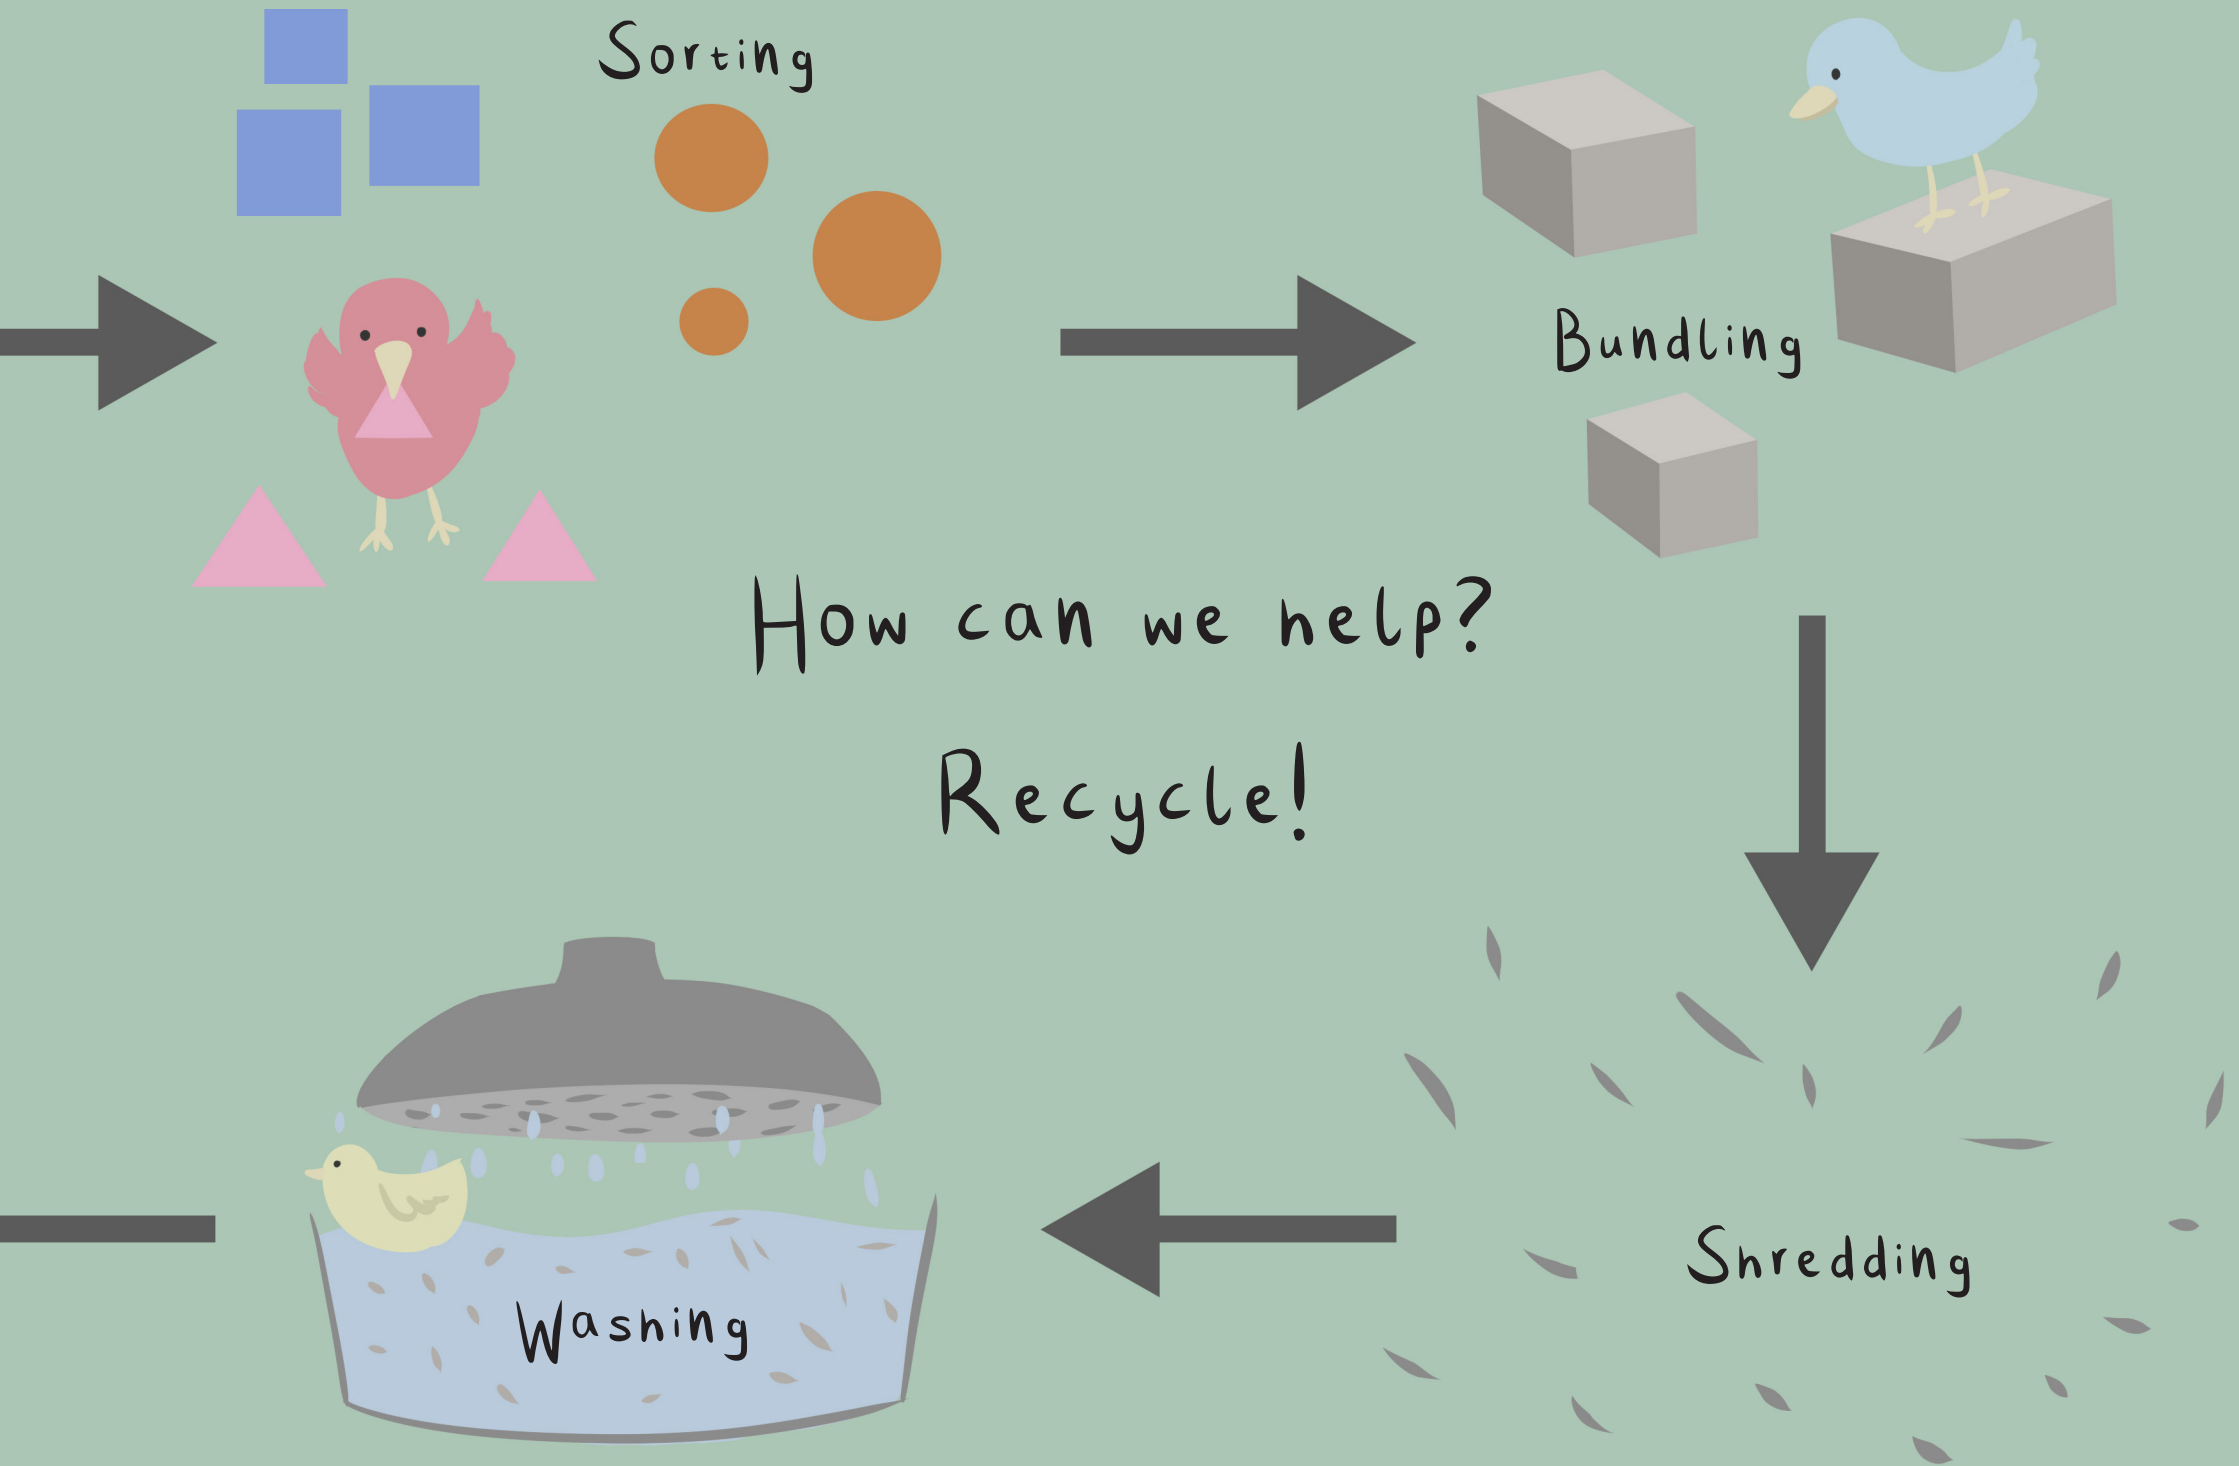 Sorting
Bundling
How can we help?
Recycle!
Shredding
Washing